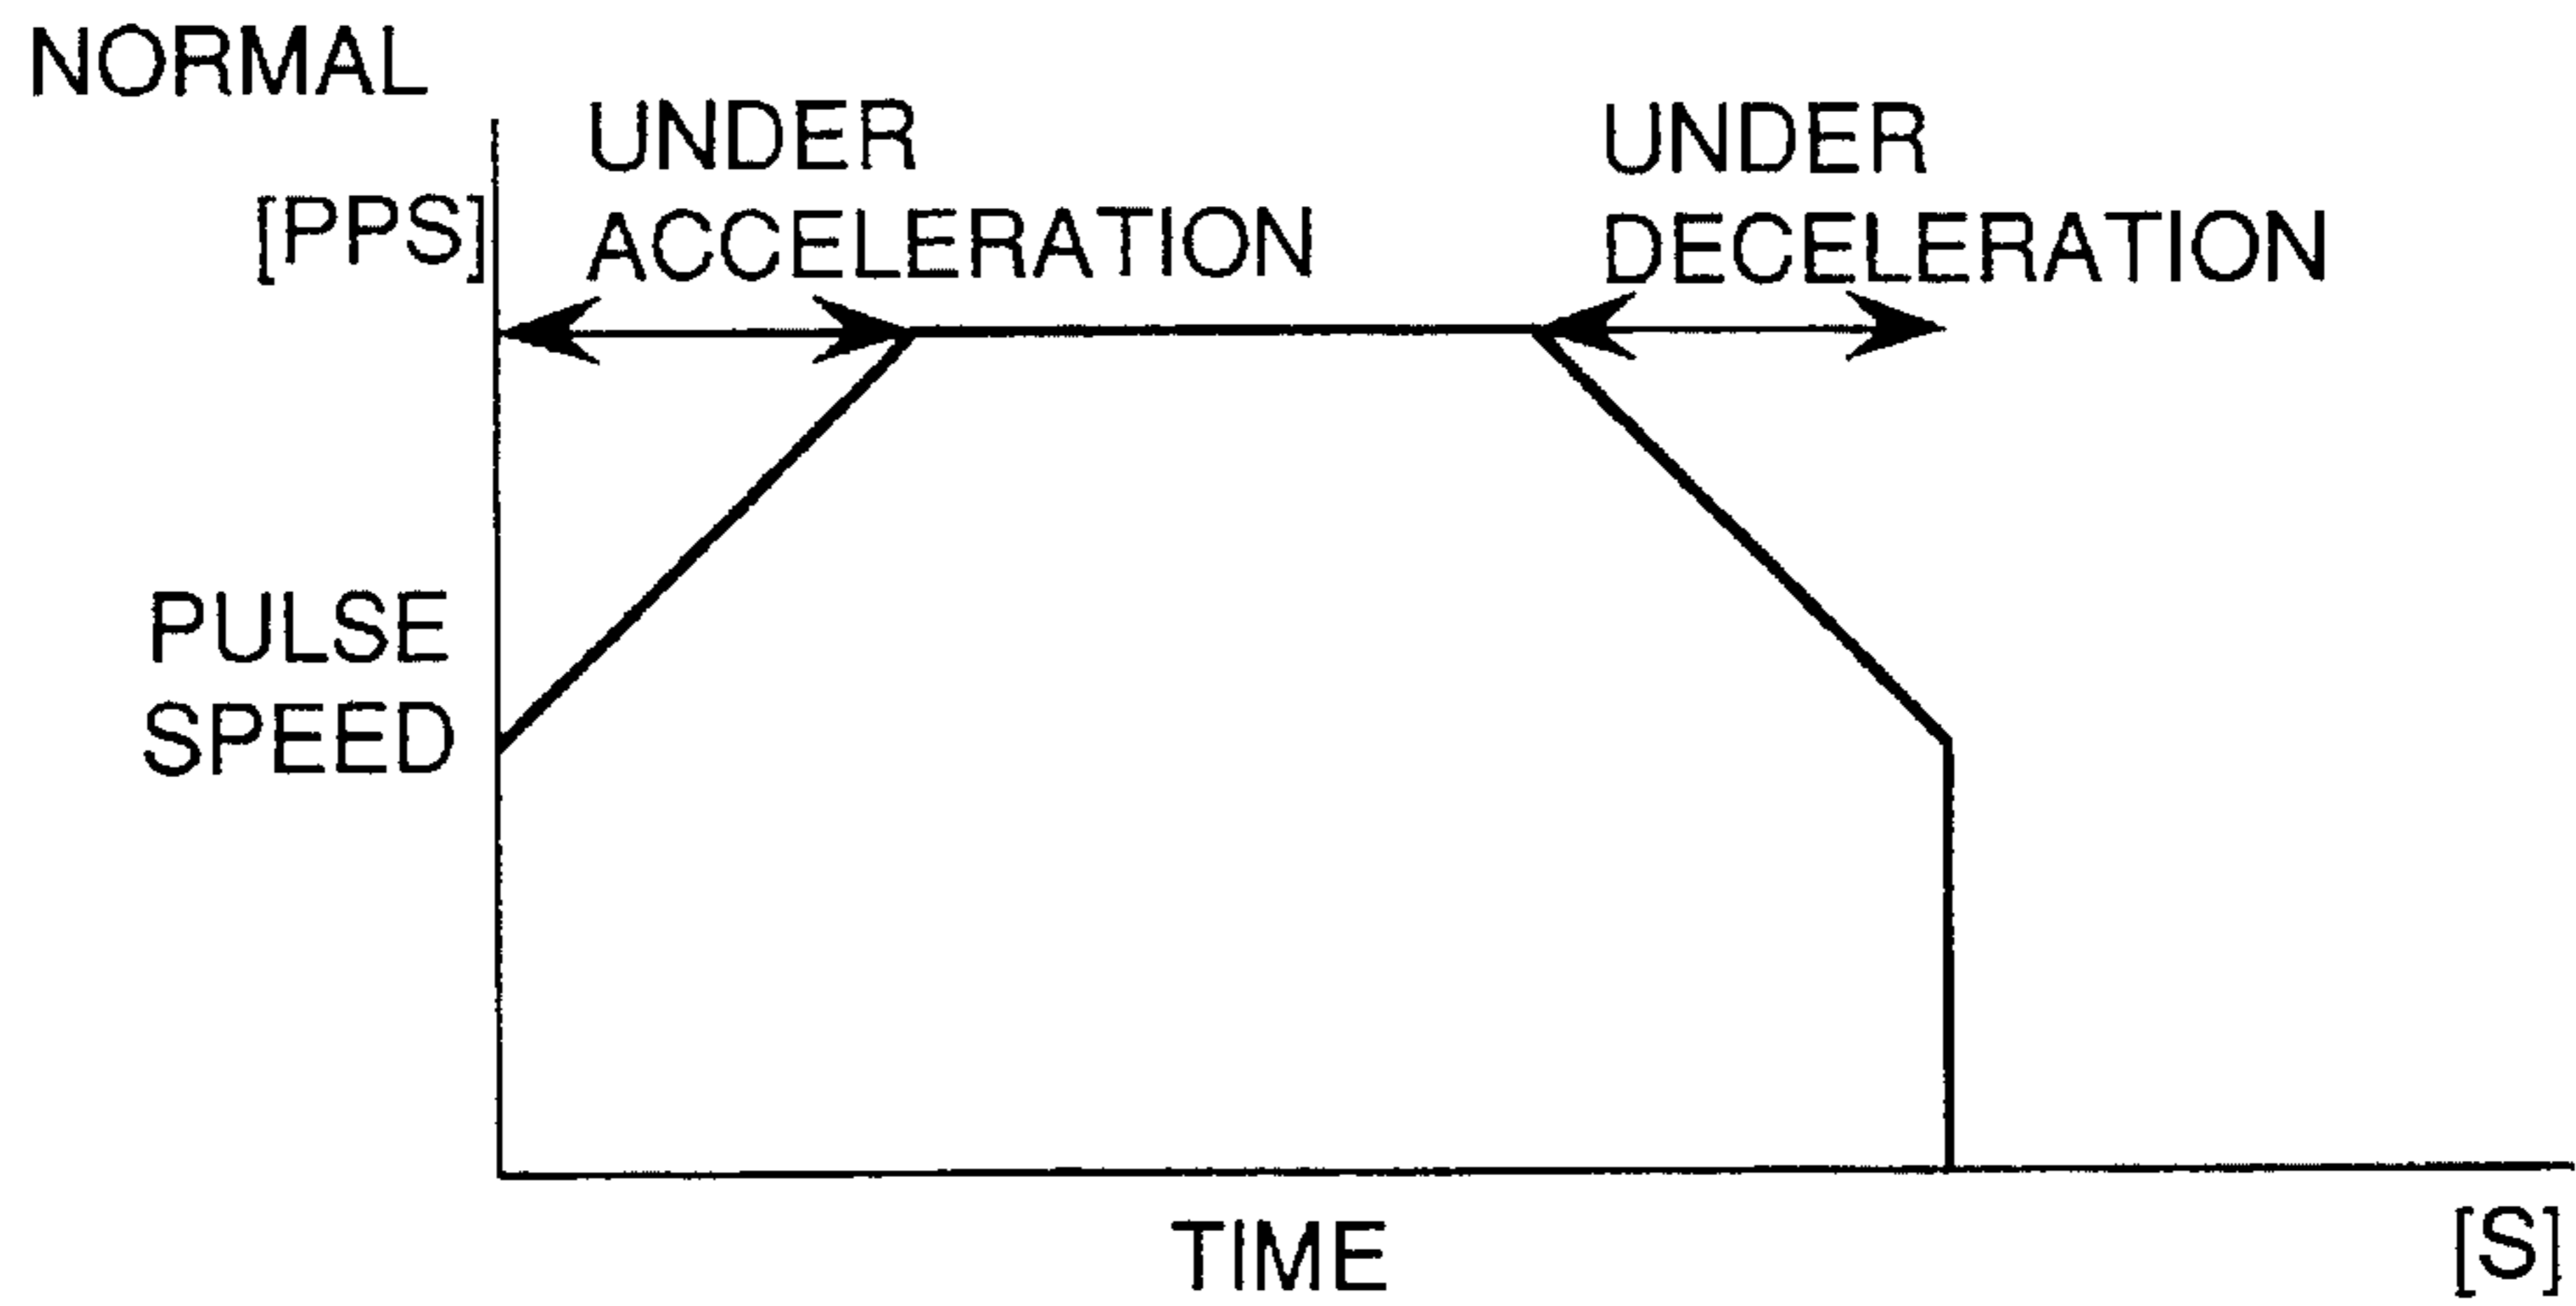 NORMAL
[PPS]
UNDER
ACCELERATION
UNDER
DECELERATION
PULSE
SPEED
TIME
[S]